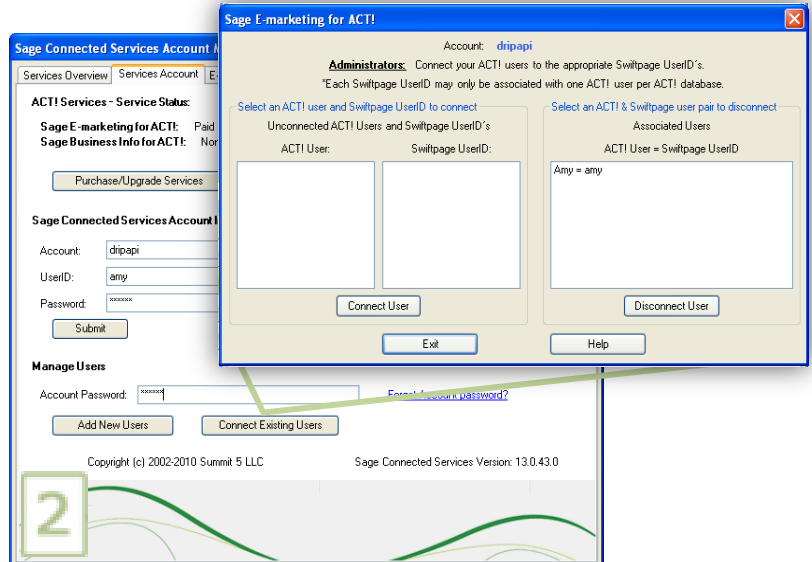 Sage E-marketing for ACT!
Account: dripapi
Administrators: Connect your ACT! users to the appropriate Swiftpage UserID´s.
*Each Swiftpage UserID may only be associated with one ACT! user per ACT! database.
Select an ACT! user and Swiftpage UserID to connect
Unconnected ACT! Users and Swiftpage UserID´s
ACT! User: Swiftpage UserID:
Connect User
Select an ACT! & Swiftpage user pair to disconnect
Associated Users
ACT! User = Swiftpage UserID
Amy = amy
Disconnect User
Exit Help
Sage Connected Services Account
Services Overview Services Account
ACT! Services - Service Status:
Sage E-marketing for ACT!: Paid
Sage Business Info for ACT!:
Purchase/Upgrade Services
Sage Connected Services Account
Account: dripapi
UserID: amy
Password: ××××××
Submit
Manage Users
Account Password: ××××××
Forgot Account password?
Add New Users Connect Existing Users
Copyright (c) 2002-2010 Summit 5 LLC Sage Connected Services Version: 13.0.43.0
2